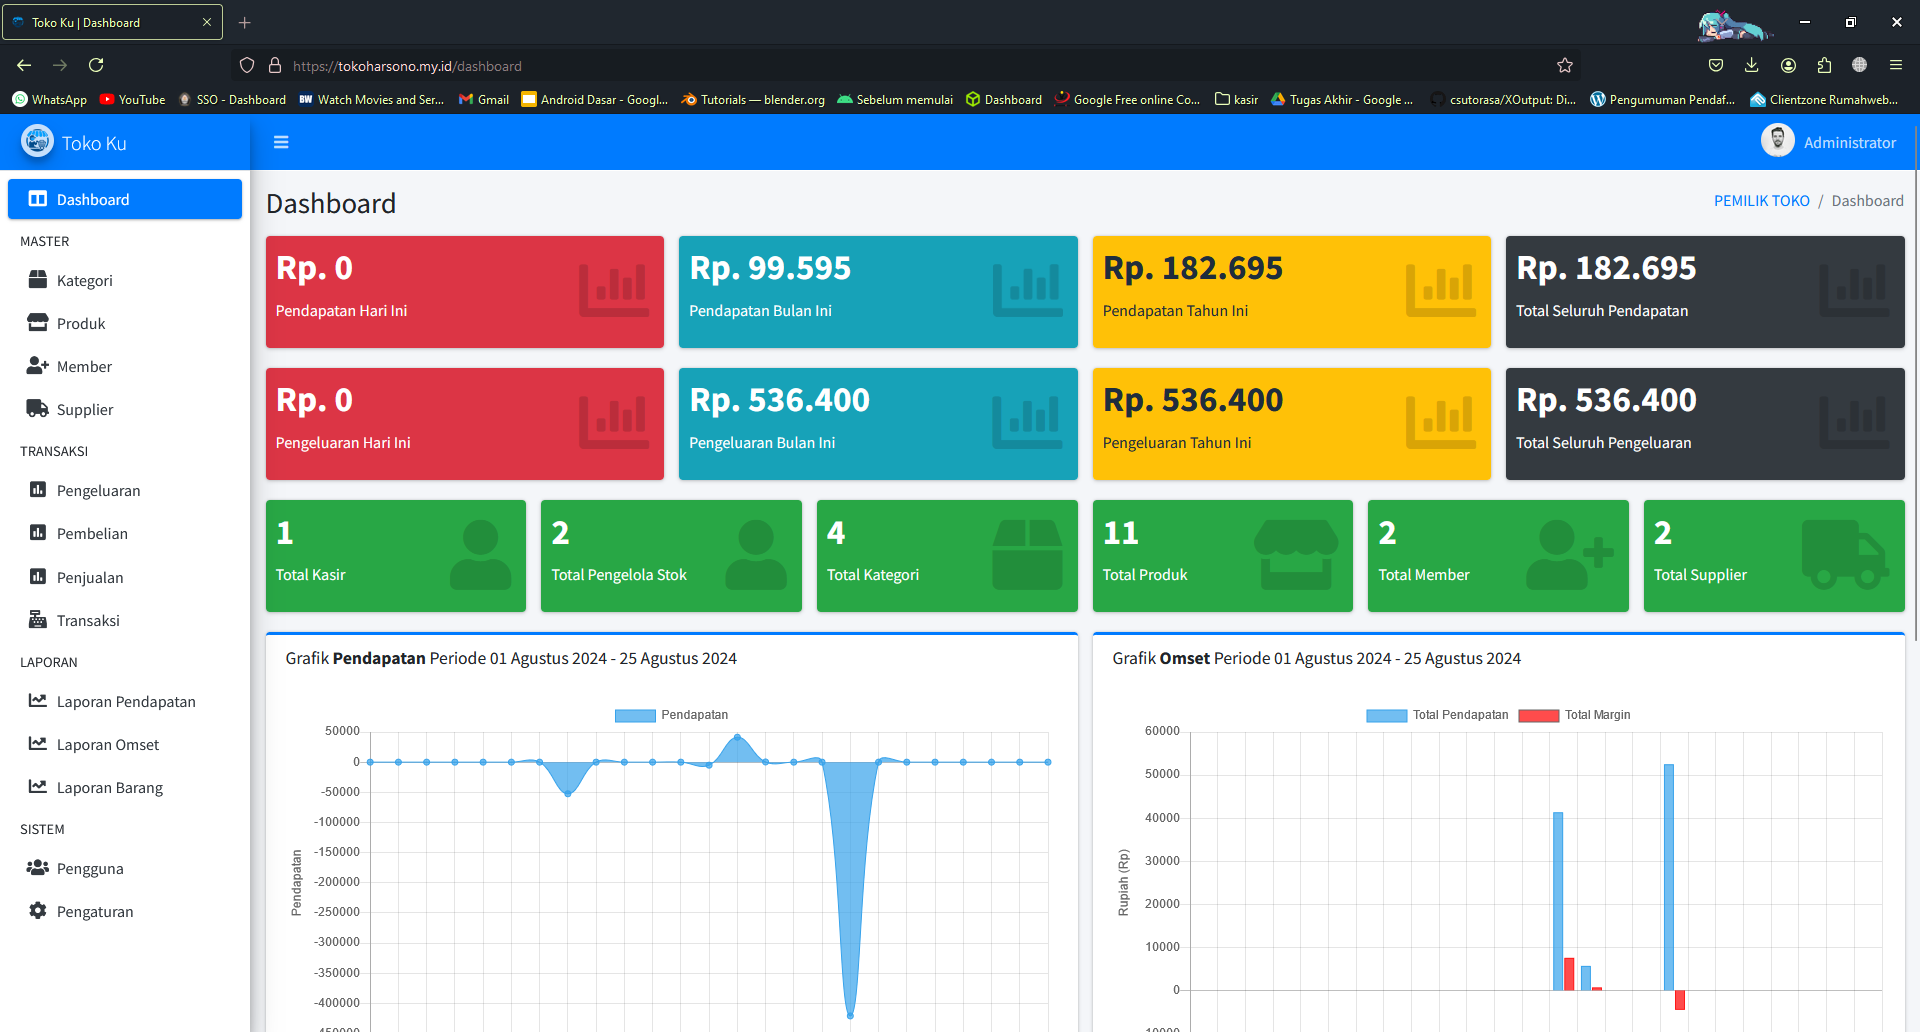 Toko Ku | Dashboard
https://tokoharsono.my.id/dashboard
WhatsApp YouTube SSO - Dashboard BW Watch Movies and Ser... Gmail Android Dasar - Googl... Tutorials — blender.org Sebelum memulai Dashboard Google Free online Co... kasir Tugas Akhir - Google ... csutorasa/XOutput: Di... Pengumuman Pendaf... Clientzone Rumahweb...
Toko Ku
Administrator
Dashboard
MASTER
Kategori
Produk
Member
Supplier
TRANSAKSI
Pengeluaran
Pembelian
Penjualan
Transaksi
LAPORAN
Laporan Pendapatan
Laporan Omset
Laporan Barang
SISTEM
Pengguna
Pengaturan
Dashboard
PEMILIK TOKO / Dashboard
Rp. 0
Pendapatan Hari Ini
Rp. 99.595
Pendapatan Bulan Ini
Rp. 182.695
Pendapatan Tahun Ini
Rp. 182.695
Total Seluruh Pendapatan
Rp. 0
Pengeluaran Hari Ini
Rp. 536.400
Pengeluaran Bulan Ini
Rp. 536.400
Pengeluaran Tahun Ini
Rp. 536.400
Total Seluruh Pengeluaran
1
Total Kasir
2
Total Pengelola Stok
4
Total Kategori
11
Total Produk
2
Total Member
2
Total Supplier
Grafik Pendapatan Periode 01 Agustus 2024 - 25 Agustus 2024
Pendapatan
50000
0
-50000
-100000
-150000
-200000
-250000
-300000
-350000
-400000
-450000
Pendapatan
Grafik Omset Periode 01 Agustus 2024 - 25 Agustus 2024
Total Pendapatan Total Margin
60000
50000
40000
30000
20000
10000
0
10000
Rupiah (Rp)